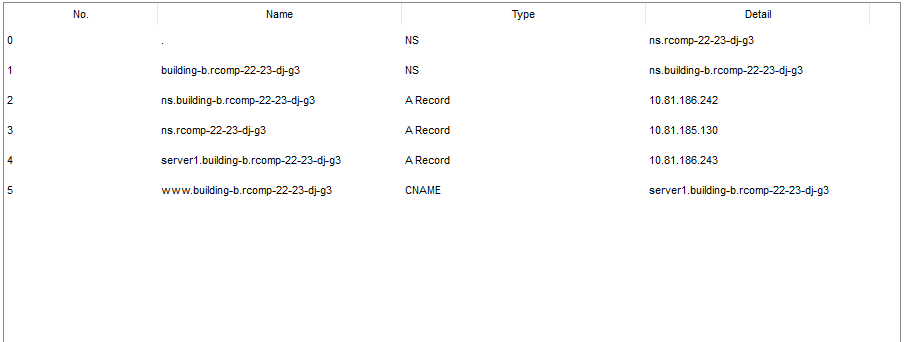 No. Name Type Detail
0 . NS ns.rcomp-22-23-dj-g3
1 building-b.rcomp-22-23-dj-g3 NS ns.building-b.rcomp-22-23-dj-g3
2 ns.building-b.rcomp-22-23-dj-g3 A Record 10.81.186.242
3 ns.rcomp-22-23-dj-g3 A Record 10.81.185.130
4 server1.building-b.rcomp-22-23-dj-g3 A Record 10.81.186.243
5 www.building-b.rcomp-22-23-dj-g3 CNAME server1.building-b.rcomp-22-23-dj-g3